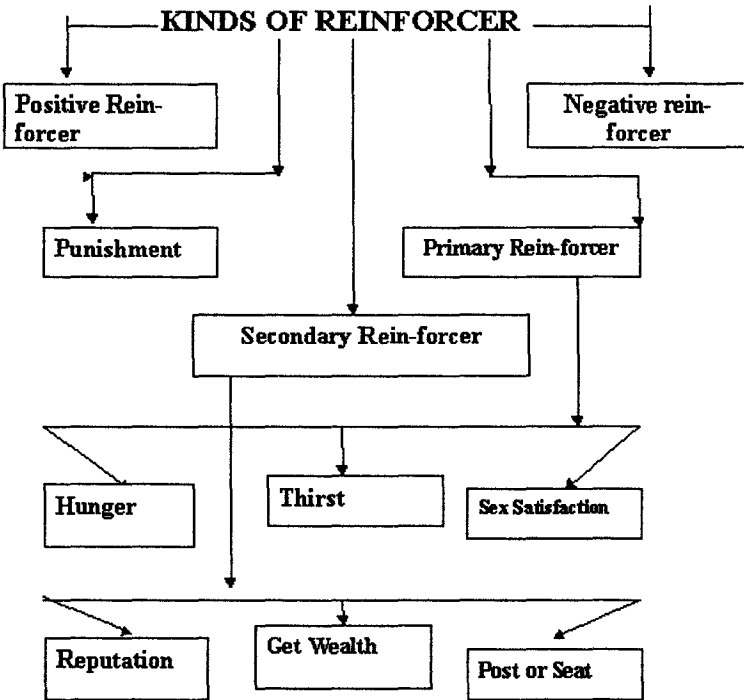 KINDS OF REINFORCER
Positive Rein-
forcer
Negative rein-
forcer
Punishment
Primary Rein-forcer
Secondary Rein-forcer
Hunger
Thirst
Sex Satisfaction
Reputation
Get Wealth
Post or Seat